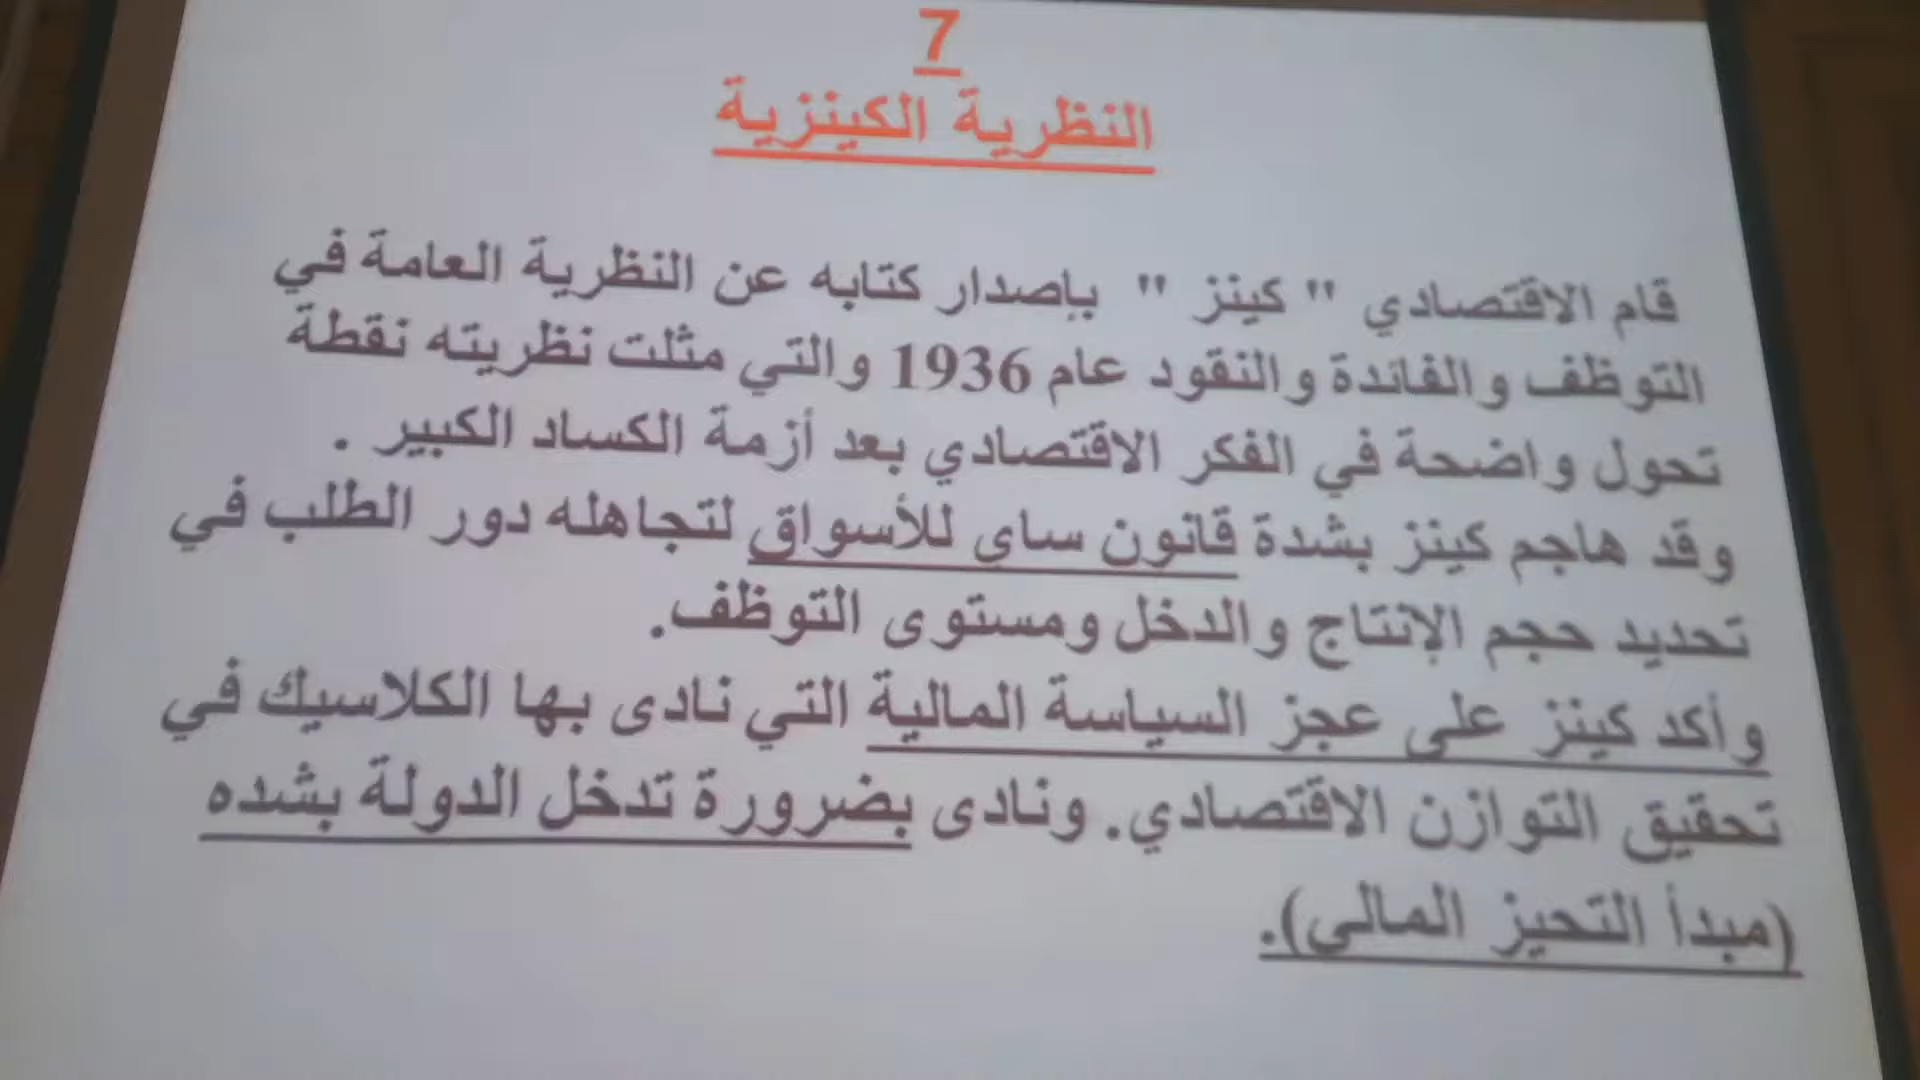 7
النظرية الكينزية
قام الاقتصادي " كينز " بإصدار كتابه عن النظرية العامة في
التوظف والفائدة والنقود عام 1936 والتي مثلت نظريته نقطة
تحول واضحة في الفكر الاقتصادي بعد أزمة الكساد الكبير .
وقد هاجم كينز بشدة قانون ساى للأسواق لتجاهله دور الطلب في
تحديد حجم الإنتاج والدخل ومستوى التوظف.
وأكد كينز على عجز السياسة المالية التي نادى بها الكلاسيك في
تحقيق التوازن الاقتصادي. ونادى بضرورة تدخل الدولة بشده
(مبدأ التحيز المالى).